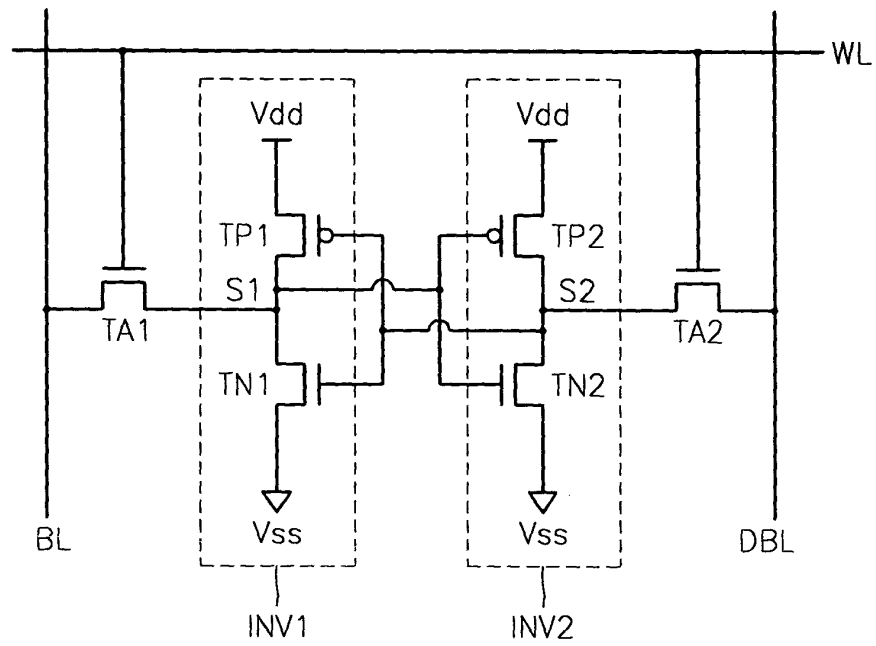 WL
Vdd
Vdd
TP1
TP2
S1
S2
TA1
TA2
TN1
TN2
Vss
Vss
BL
DBL
INV1
INV2